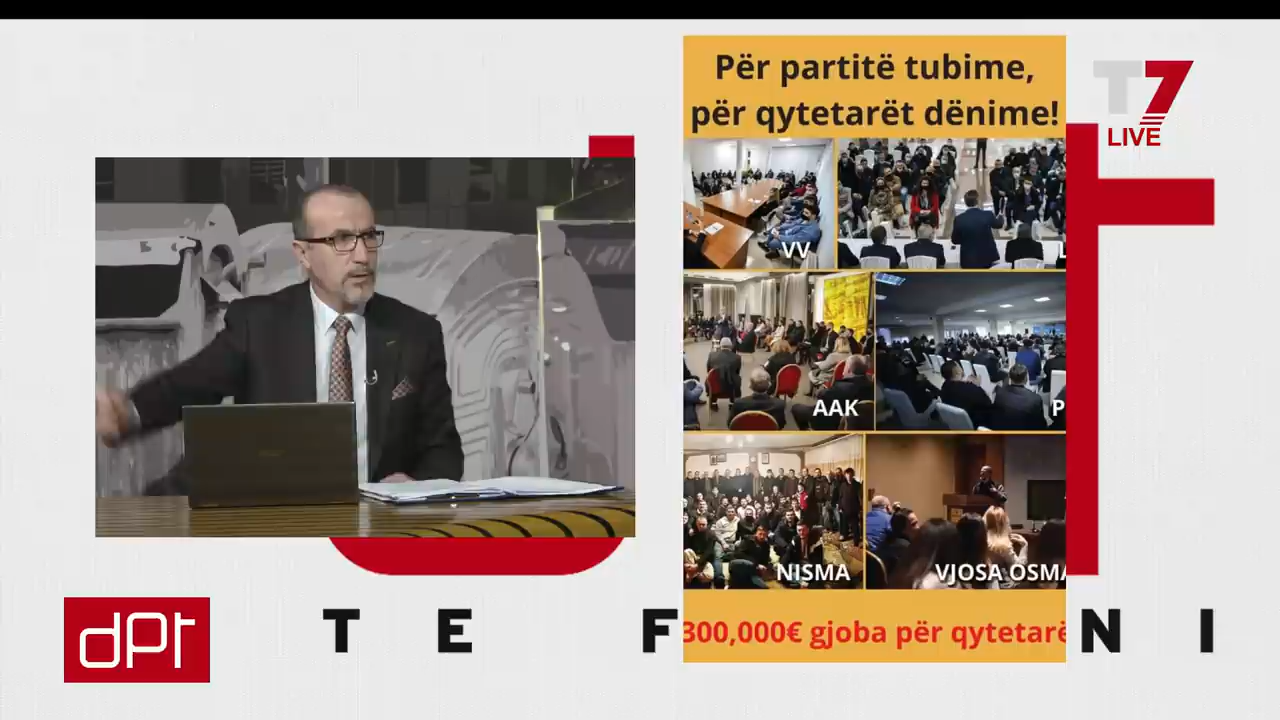 Për partitë tubime,
për qytetarët dënime!
T7
LIVE
VV
AAK
NISMA
VJOSA OSMA
300,000€ gjoba për qytetarë
T E F N I
dPt